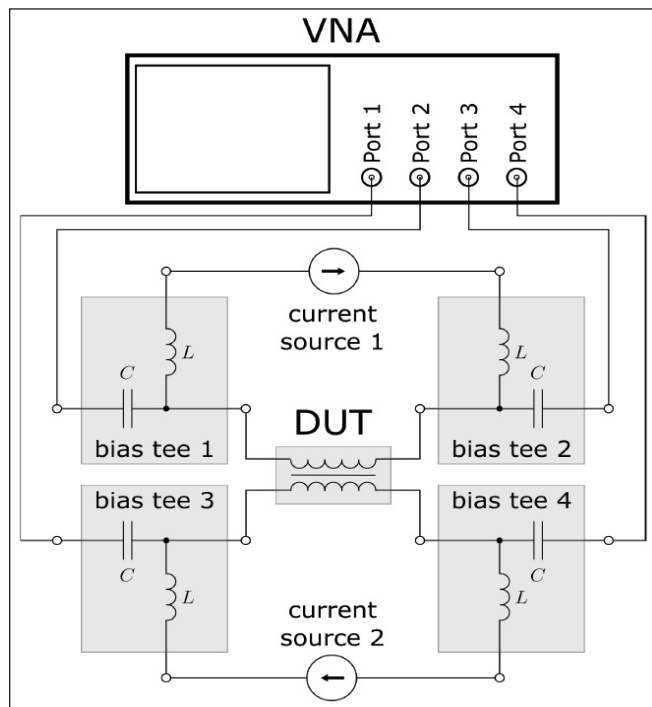 VNA
Port 1
Port 2
Port 3
Port 4
current
source 1
L
L
C
C
bias tee 1
DUT
bias tee 2
bias tee 3
bias tee 4
C
C
L
L
current
source 2